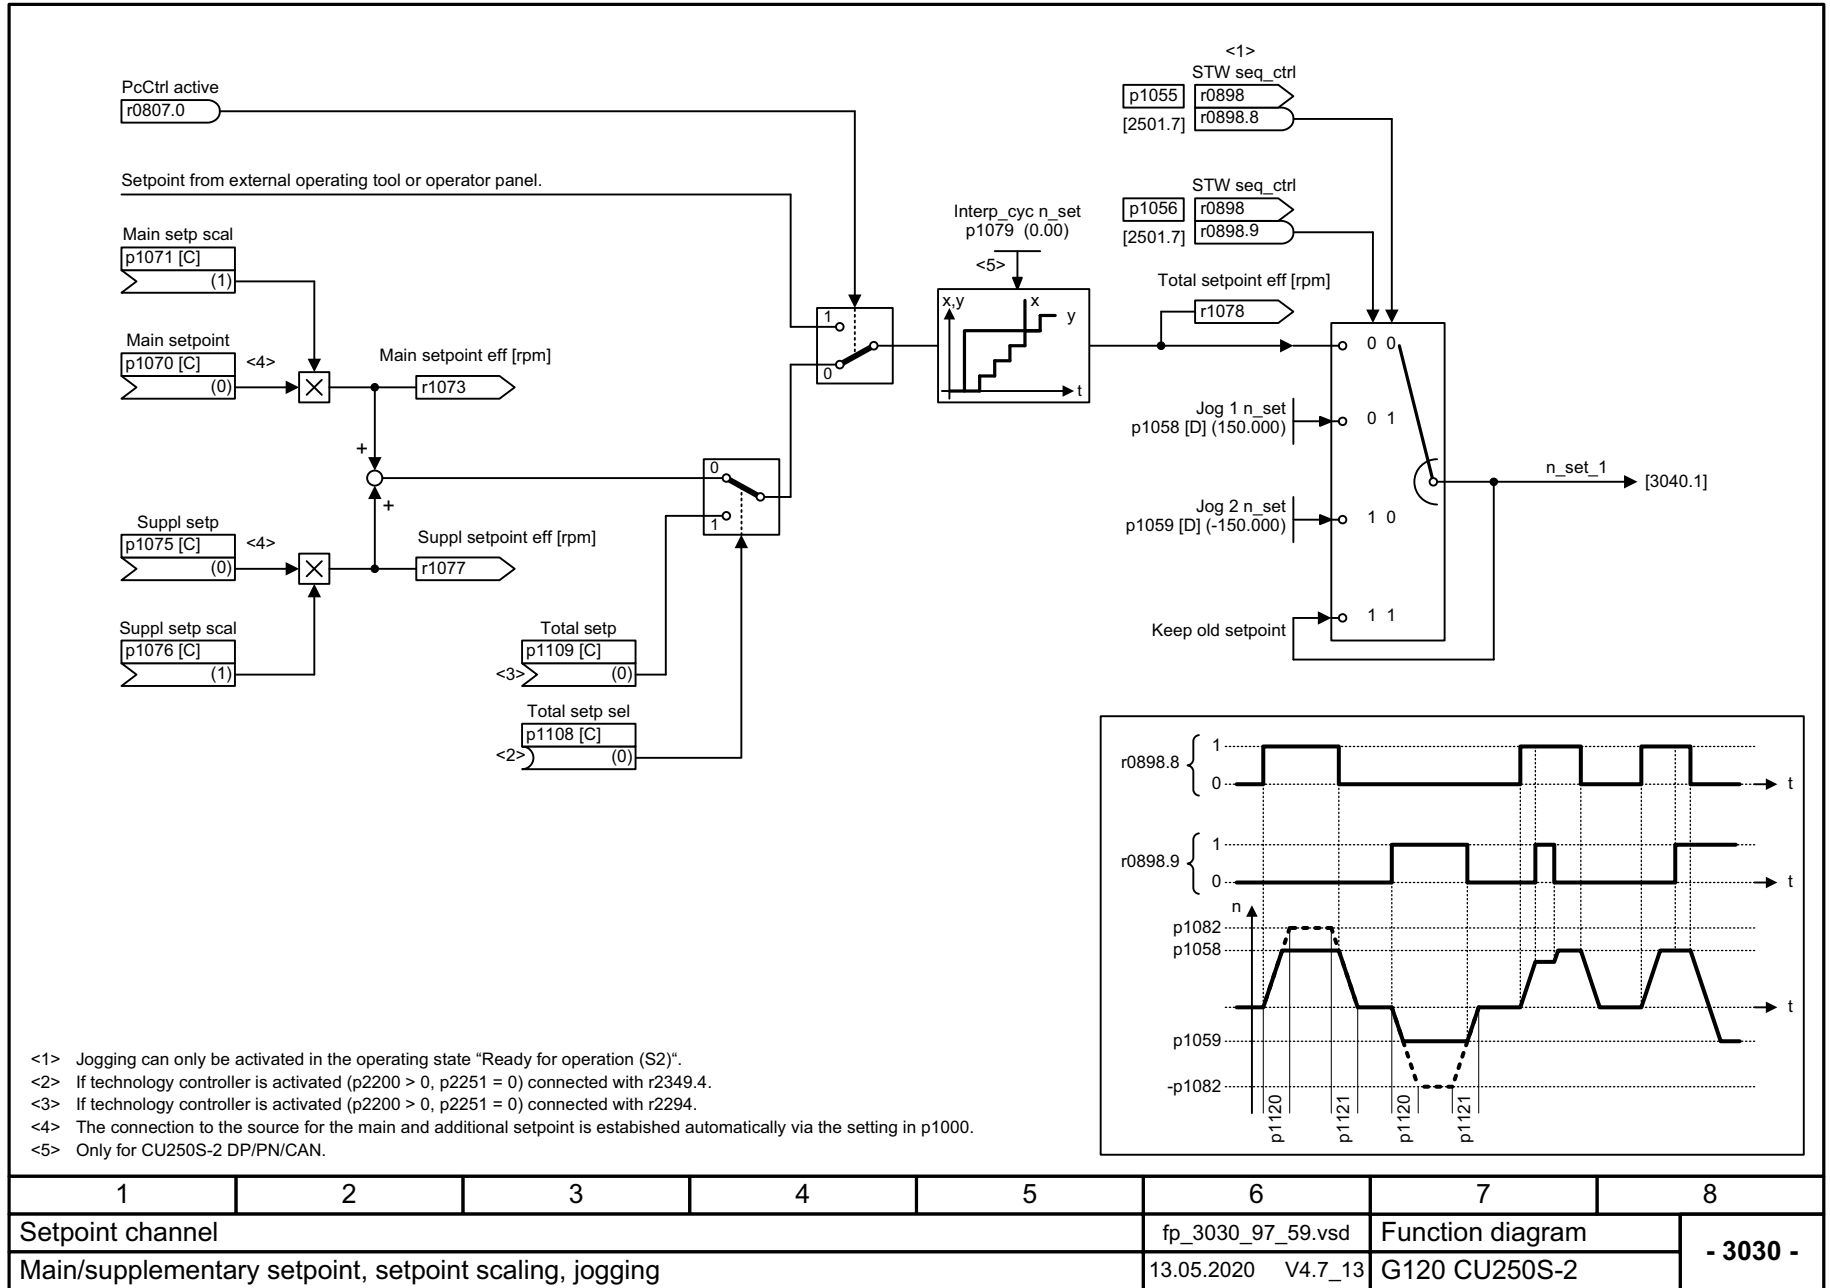 <1>
STW seq_ctrl
PcCtrl active
r0807.0
p1055 r0898
[2501.7] r0898.8
Setpoint from external operating tool or operator panel.
STW seq_ctrl
p1056 r0898
[2501.7] r0898.9
Interp_cyc n_set
p1079 (0.00)
<5>
Main setp scal
p1071 [C]
(1)
Total setpoint eff [rpm]
r1078
x,y
x
y
t
1
0
Main setpoint
p1070 [C] <4>
(0)
Main setpoint eff [rpm]
r1073
0 0
Jog 1 n_set
p1058 [D] (150.000)
0 1
+
+
0
1
n_set_1
[3040.1]
Jog 2 n_set
p1059 [D] (-150.000)
1 0
Suppl setp
p1075 [C] <4>
(0)
Suppl setpoint eff [rpm]
r1077
Suppl setp scal
p1076 [C]
(1)
Total setp
p1109 [C]
<3> (0)
Keep old setpoint
1 1
Total setp sel
p1108 [C]
<2> (0)
r0898.8
1
0
t
r0898.9
1
0
t
n
p1082
p1058
t
p1059
-p1082
p1120
p1121
p1120
p1121
<1> Jogging can only be activated in the operating state “Ready for operation (S2)“.
<2> If technology controller is activated (p2200 > 0, p2251 = 0) connected with r2349.4.
<3> If technology controller is activated (p2200 > 0, p2251 = 0) connected with r2294.
<4> The connection to the source for the main and additional setpoint is estabished automatically via the setting in p1000.
<5> Only for CU250S-2 DP/PN/CAN.
1 2 3 4 5 6 7 8
Setpoint channel
fp_3030_97_59.vsd
Function diagram
- 3030 -
Main/supplementary setpoint, setpoint scaling, jogging
13.05.2020 V4.7_13
G120 CU250S-2